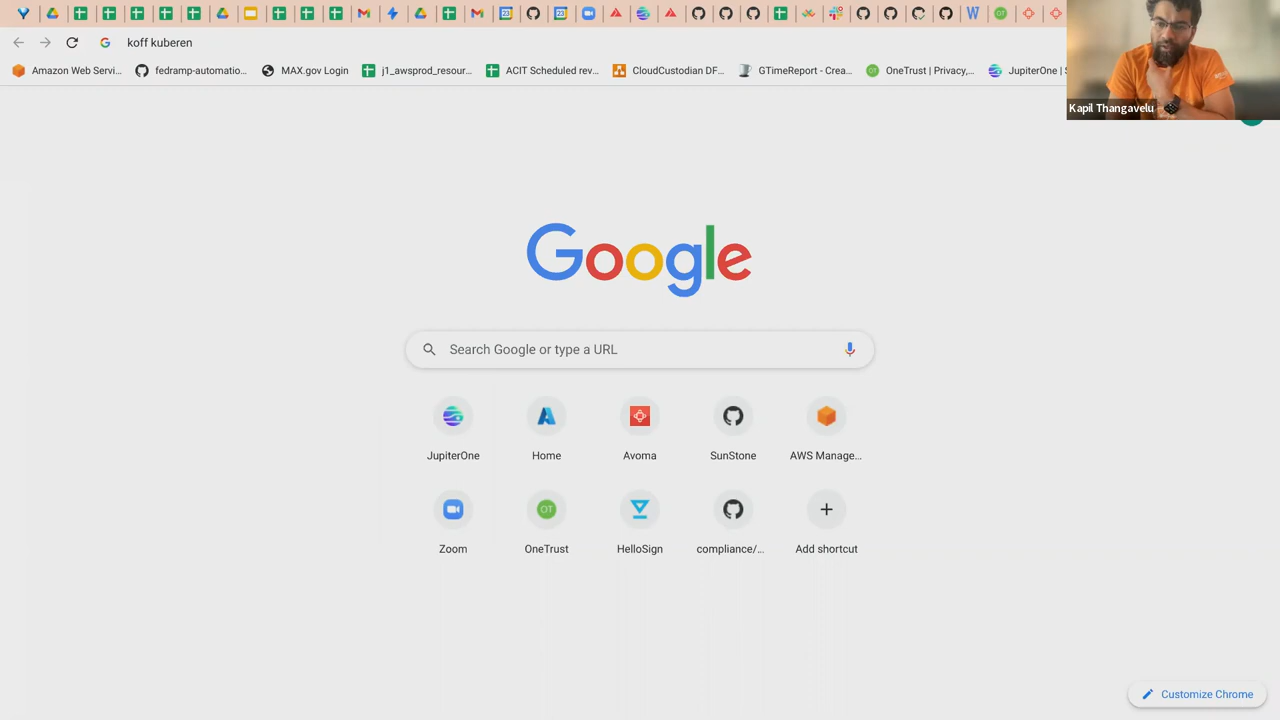 koff kuberen
Amazon Web Servi...
fedramp-automatio...
MAX.gov Login
j1_awsprod_resour...
ACIT Scheduled rev...
CloudCustodian DF...
GTimeReport - Crea...
OneTrust | Privacy,...
JupiterOne | S
Kapil Thangavelu
Google
Search Google or type a URL
JupiterOne
Home
Avoma
SunStone
AWS Manage...
OT
Zoom
OneTrust
HelloSign
compliance/...
Add shortcut
Customize Chrome